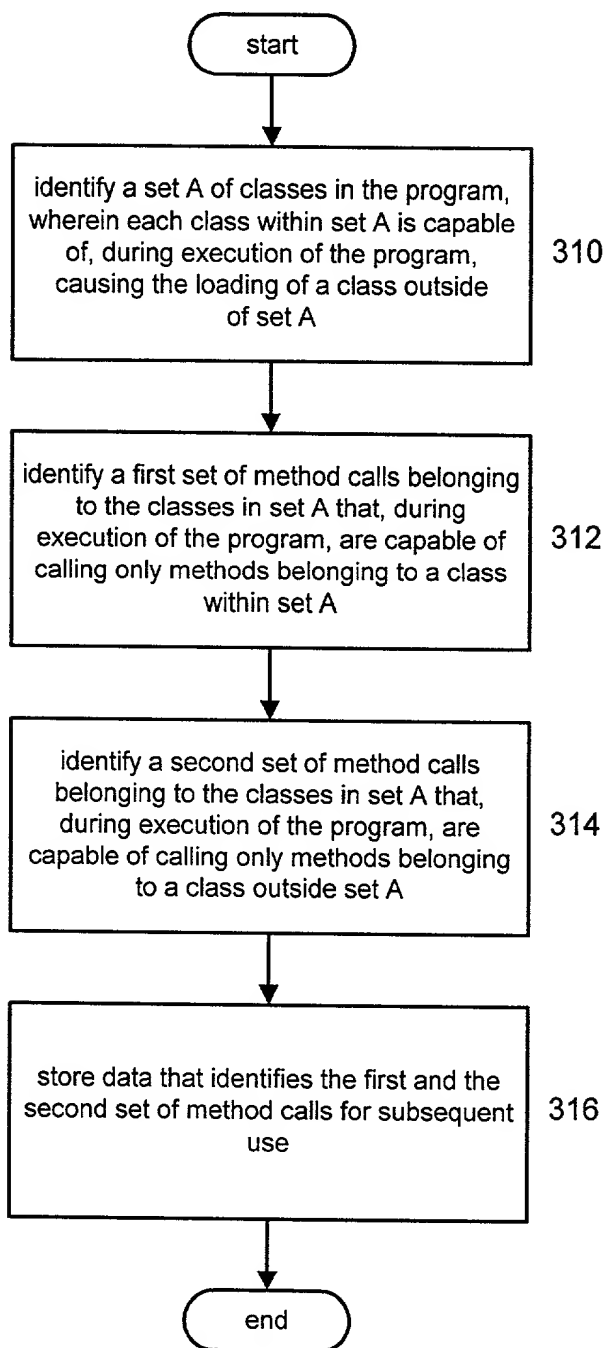 start
identify a set A of classes in the program,
wherein each class within set A is capable
of, during execution of the program,
causing the loading of a class outside
of set A
310
identify a first set of method calls belonging
to the classes in set A that, during
execution of the program, are capable of
calling only methods belonging to a class
within set A
312
identify a second set of method calls
belonging to the classes in set A that,
during execution of the program, are
capable of calling only methods belonging
to a class outside set A
314
store data that identifies the first and the
second set of method calls for subsequent
use
316
end